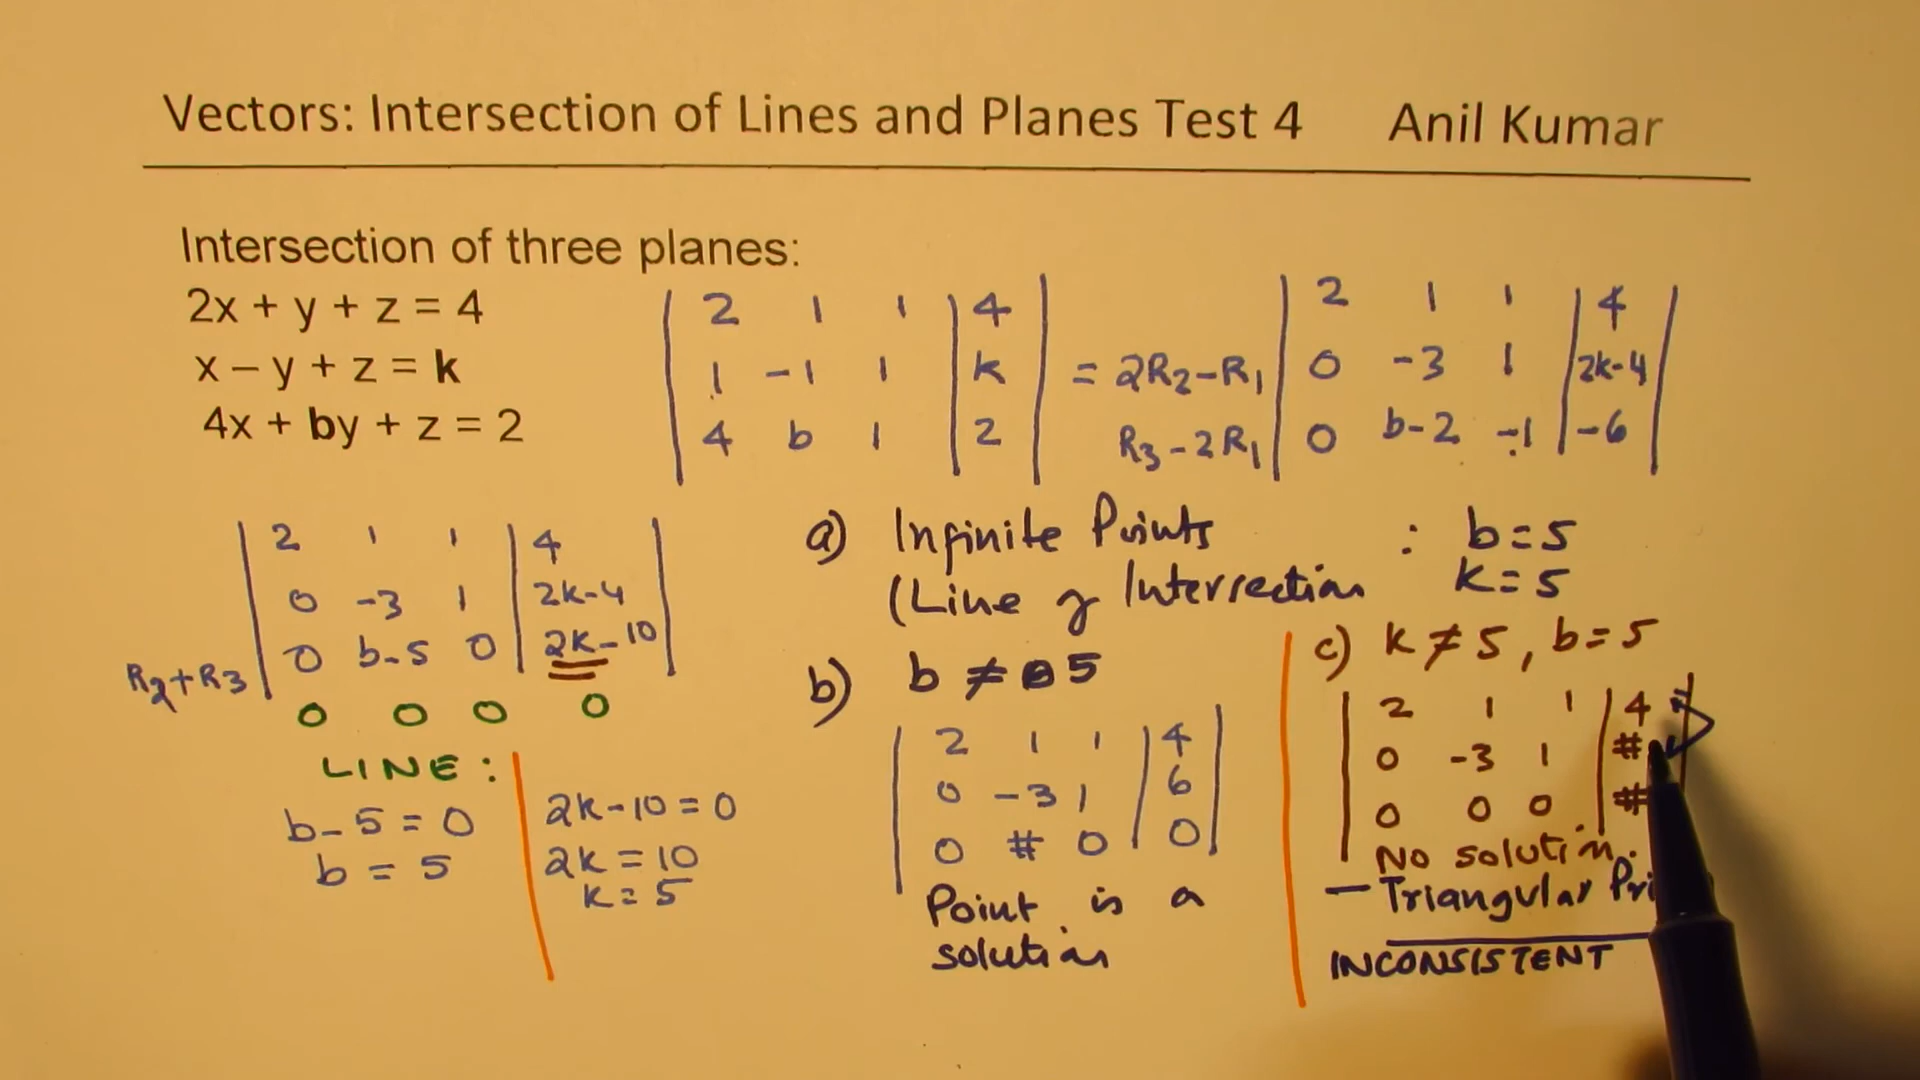 Vectors: Intersection of Lines and Planes Test 4 Anil Kumar
Intersection of three planes:
2x + y + z = 4
x – y + z = k
4x + by + z = 2
2 1 1 | 4
1 -1 1 | k
4 b 1 | 2
= 2R2-R1
R3-2R1
2 1 1 | 4
0 -3 1 | 2k-4
0 b-2 -1 | -6
2 1 1 | 4
0 -3 1 | 2k-4
R2+R3 0 b-5 0 | 2k-10
0 0 0 0
LINE:
b-5=0
b=5
2k-10=0
2k=10
k=5
a) Infinite Points : b=5
(Line of Intersection k=5
b) b ≠ 5
2 1 1 | 4
0 -3 1 | 6
0 # 0 | 0
Point is a
solution
c) k≠5, b=5
2 1 1 | 4
0 -3 1 | #
0 0 0 | #
No solution.
— Triangular
INCONSISTENT